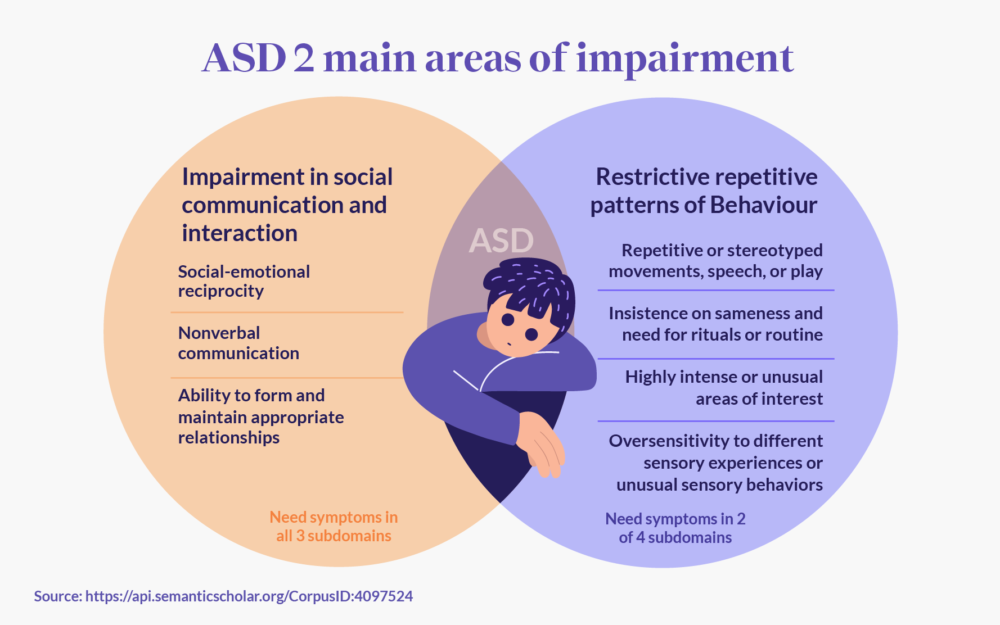 ASD 2 main areas of impairment
Impairment in social
communication and
interaction
Social-emotional
reciprocity
Nonverbal
communication
Ability to form and
maintain appropriate
relationships
Need symptoms in
all 3 subdomains
ASD
Restrictive repetitive
patterns of Behaviour
Repetitive or stereotyped
movements, speech, or play
Insistence on sameness and
need for rituals or routine
Highly intense or unusual
areas of interest
Oversensitivity to different
sensory experiences or
unusual sensory behaviors
Need symptoms in 2
of 4 subdomains
Source: https://api.semanticscholar.org/CorpusID:4097524